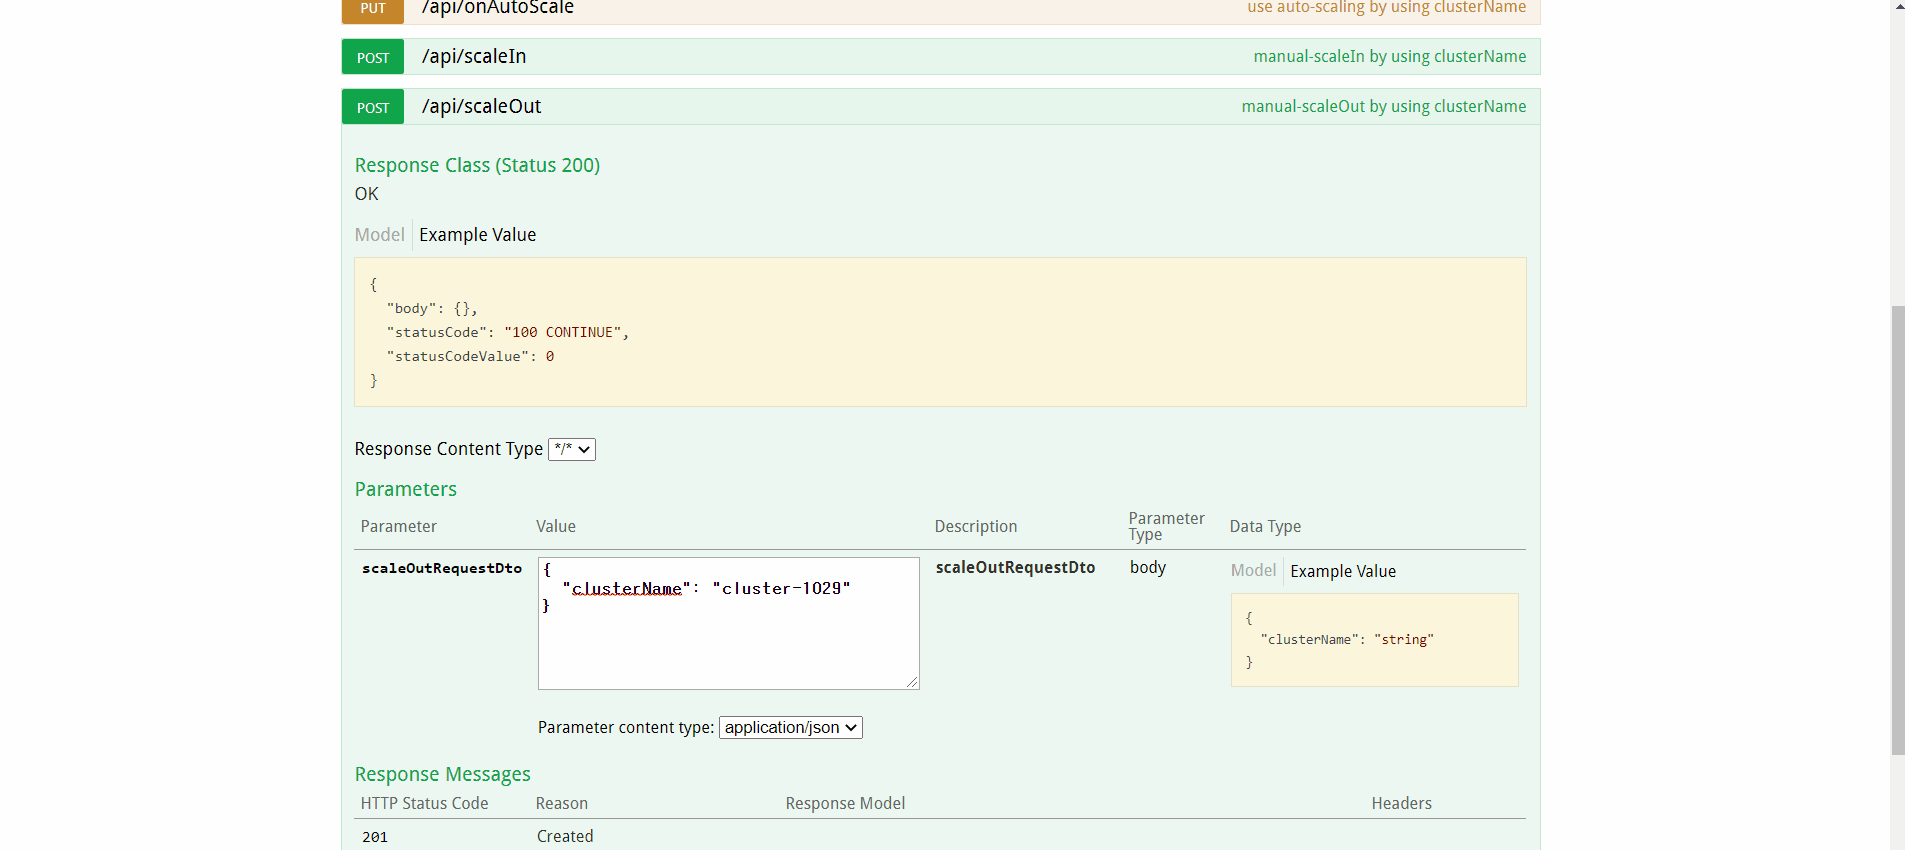 PUT /api/onAutoScale use auto-scaling by using clusterName
POST /api/scaleIn manual-scaleIn by using clusterName
POST /api/scaleOut manual-scaleOut by using clusterName
Response Class (Status 200)
OK
Model Example Value
{
"body": {},
"statusCode": "100 CONTINUE",
"statusCodeValue": 0
}
Response Content Type */*
Parameters
Parameter Value Description Parameter Type Data Type
scaleOutRequestDto
{
"clusterName": "cluster-1029"
}
scaleOutRequestDto body Model Example Value
{
"clusterName": "string"
}
Parameter content type: application/json
Response Messages
HTTP Status Code Reason Response Model Headers
201 Created